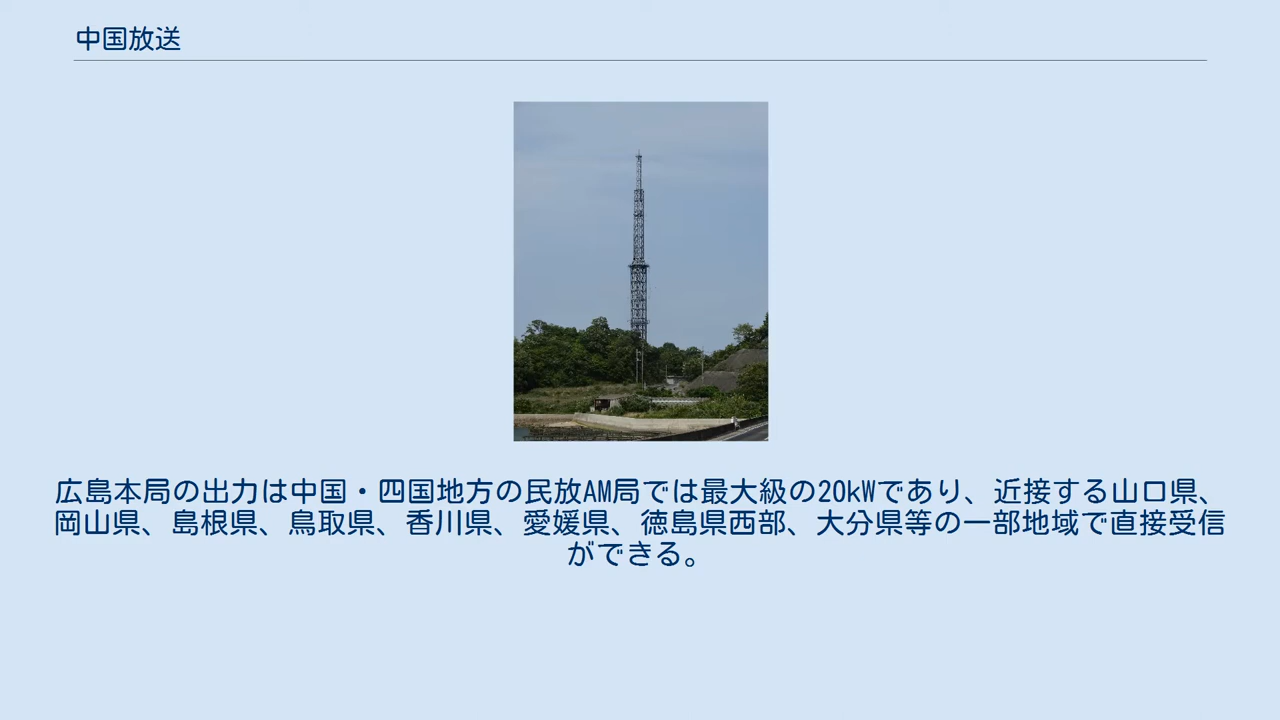 中国放送
広島本局の出力は中国・四国地方の民放AM局では最大級の20kWであり、近接する山口県、
岡山県、島根県、鳥取県、香川県、愛媛県、徳島県西部、大分県等の一部地域で直接受信
ができる。